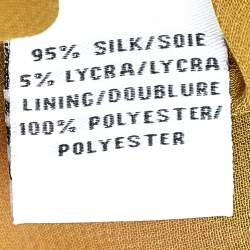 95% SILK/SOIE
5% LYCRA/LYCRA
LINING/DOUBLURE
100% POLYESTER/
POLYESTER